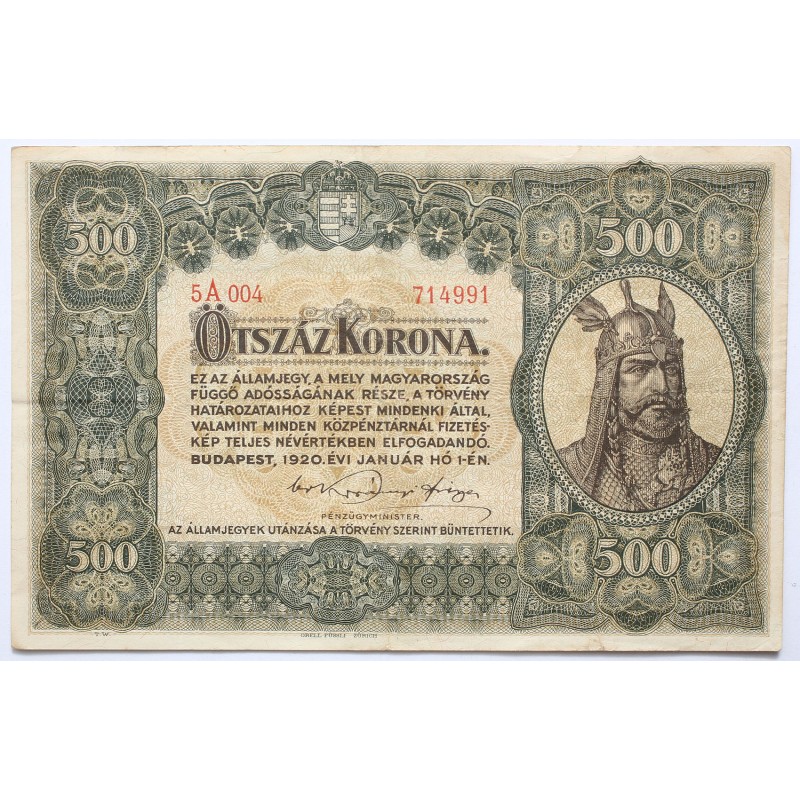 500
500
5A 004 714991
ÖTSZÁZ KORONA.
EZ AZ ÁLLAMJEGY, A MELY MAGYARORSZÁG
FÜGGŐ ADÓSSÁGÁNAK RÉSZE, A TÖRVÉNY
HATÁROZATAIHOZ KÉPEST MINDENKI ÁLTAL,
VALAMINT MINDEN KÖZPÉNZTÁRNÁL FIZETÉS-
KÉP TELJES NÉVÉRTÉKBEN ELFOGADANDÓ.
BUDAPEST, 1920. ÉVI JANUÁR HÓ 1-ÉN.
PÉNZÜGYMINISTER
AZ ÁLLAMJEGYEK UTÁNZÁSA A TÖRVÉNY SZERINT BÜNTETTETIK.
500
500
F.W. ORELL FÜSSLI ZÜRICH